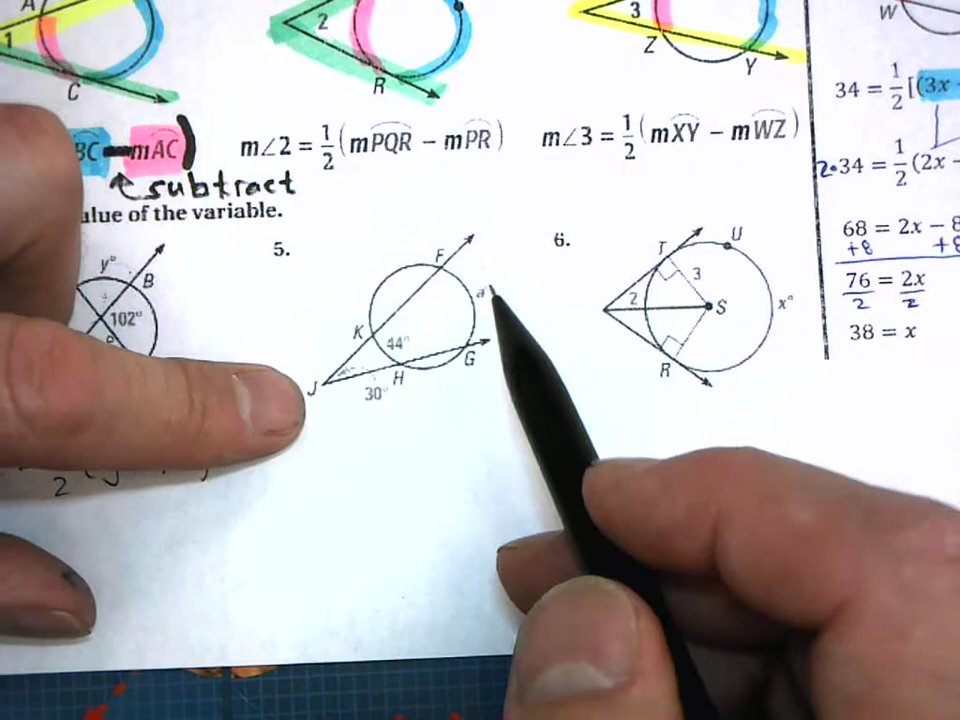 A
1
C
2
R
3
Z
Y
W
34 = 1/2 [(3x -
BC - mAC)
m∠2 = 1/2 (mPQR - mPR)
m∠3 = 1/2 (mXY - mWZ)
2·34 = 1/2 (2x -
subtract
alue of the variable.
68 = 2x - 8
+8 +8
76 = 2x
2 2
38 = x
y°
B
102°
5.
F
a°
K
44°
G
J
H
30°
6.
T
U
3
2
S
x°
R
2